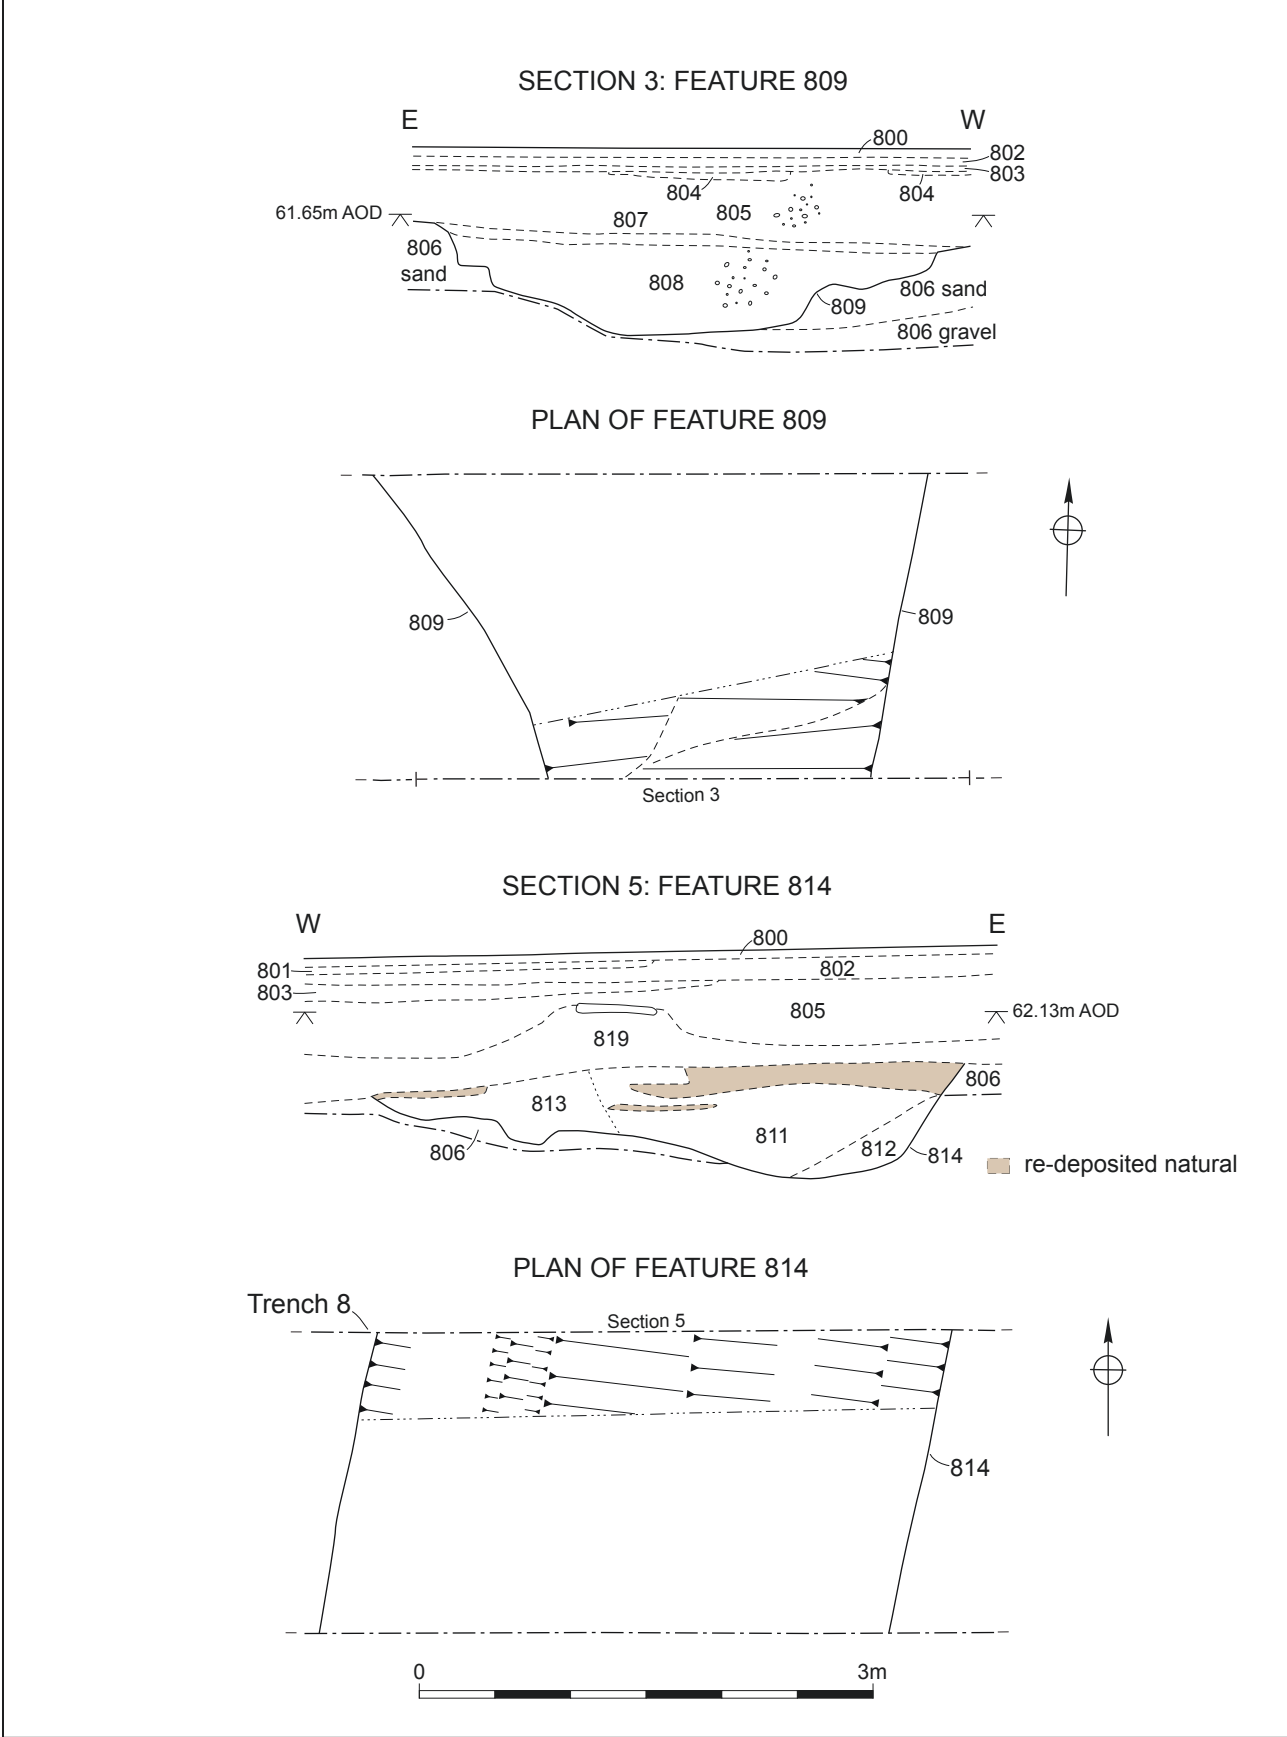 SECTION 3: FEATURE 809
E W
800
802
803
804 804
61.65m AOD 807 805
806
sand
808
806 sand
809
806 gravel
PLAN OF FEATURE 809
809 809
Section 3
SECTION 5: FEATURE 814
W E
800
801 802
803
805 62.13m AOD
819
806
813
811
806 812 814
re-deposited natural
PLAN OF FEATURE 814
Trench 8
Section 5
814
0 3m